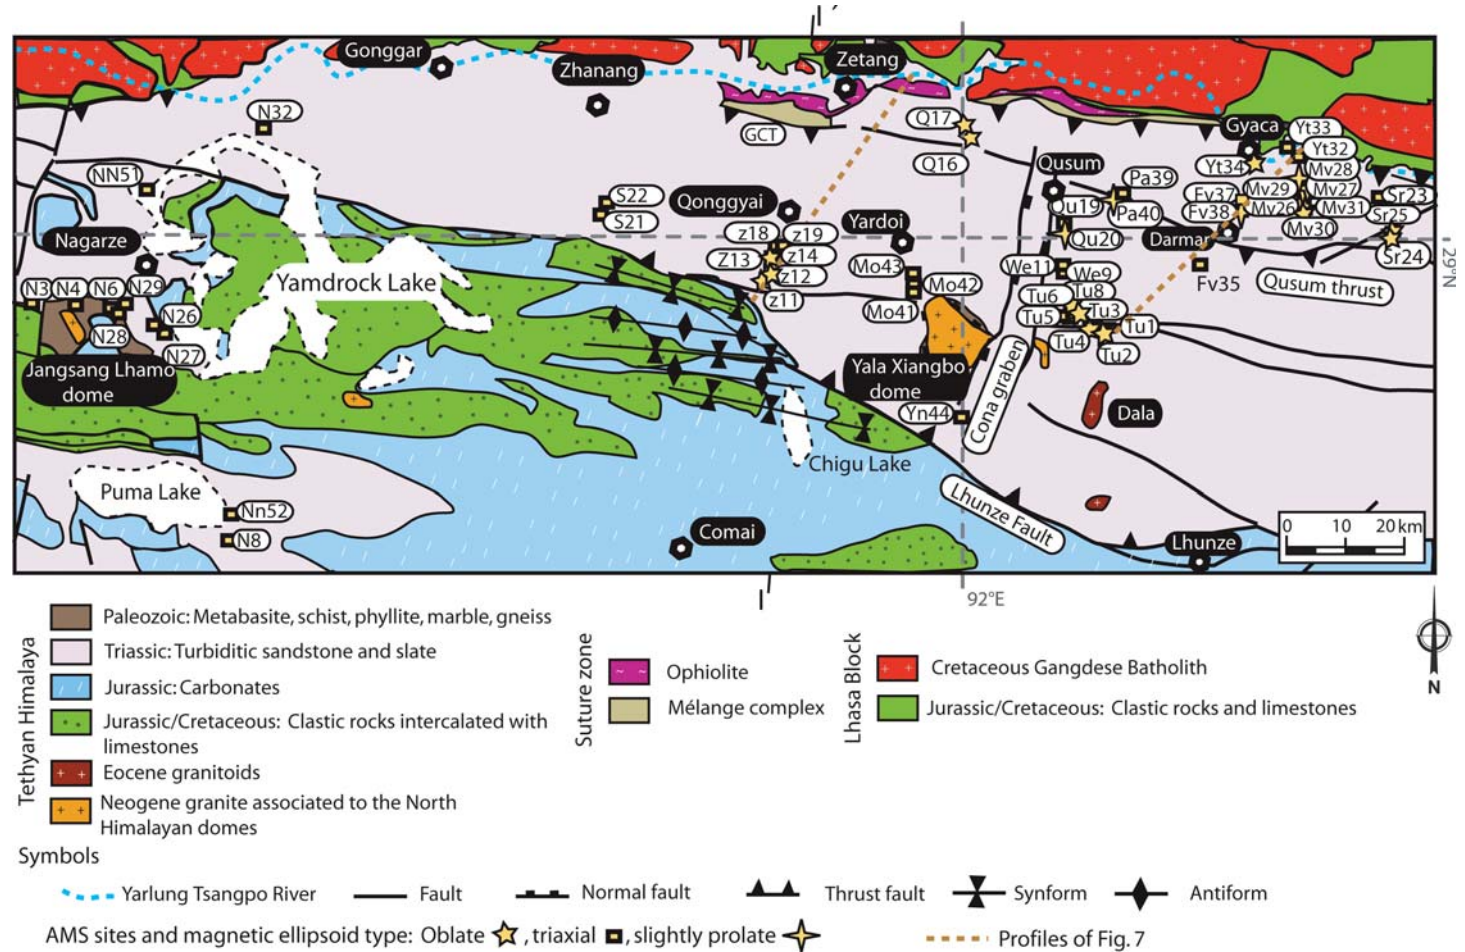 I´
Gonggar
Zhanang
Zetang
N32
GCT
Q17
Q16
Gyaca
Yt33
Yt32
Yt34
Mv28
NN51
S22
S21
Qonggyai
Yardoi
Qusum
Pa39
Pa40
Qu19
Qu20
Fv37
Fv38
Mv29
Mv27
Mv26
Mv31
Mv30
Sr23
Sr25
Sr24
Darmar
Nagarze
z18
z19
Z13
z14
z12
z11
Mo43
Mo42
Mo41
We11
We9
Fv35
Qusum thrust
29°N
N3
N4
N6
N29
N26
N28
N27
Yamdrock Lake
Tu6
Tu8
Tu5
Tu3
Tu1
Tu4
Tu2
Jangsang Lhamo
dome
Yala Xiangbo
dome
Cona graben
Dala
Yn44
Puma Lake
Nn52
N8
Chigu Lake
Comai
Lhunze Fault
Lhunze
0 10 20 km
I´
92°E
N
Tethyan Himalaya
Paleozoic: Metabasite, schist, phyllite, marble, gneiss
Triassic: Turbiditic sandstone and slate
Jurassic: Carbonates
Jurassic/Cretaceous: Clastic rocks intercalated with
limestones
Eocene granitoids
Neogene granite associated to the North
Himalayan domes
Suture zone
Ophiolite
Mélange complex
Lhasa Block
Cretaceous Gangdese Batholith
Jurassic/Cretaceous: Clastic rocks and limestones
Symbols
Yarlung Tsangpo River
Fault
Normal fault
Thrust fault
Synform
Antiform
AMS sites and magnetic ellipsoid type: Oblate , triaxial , slightly prolate
Profiles of Fig. 7